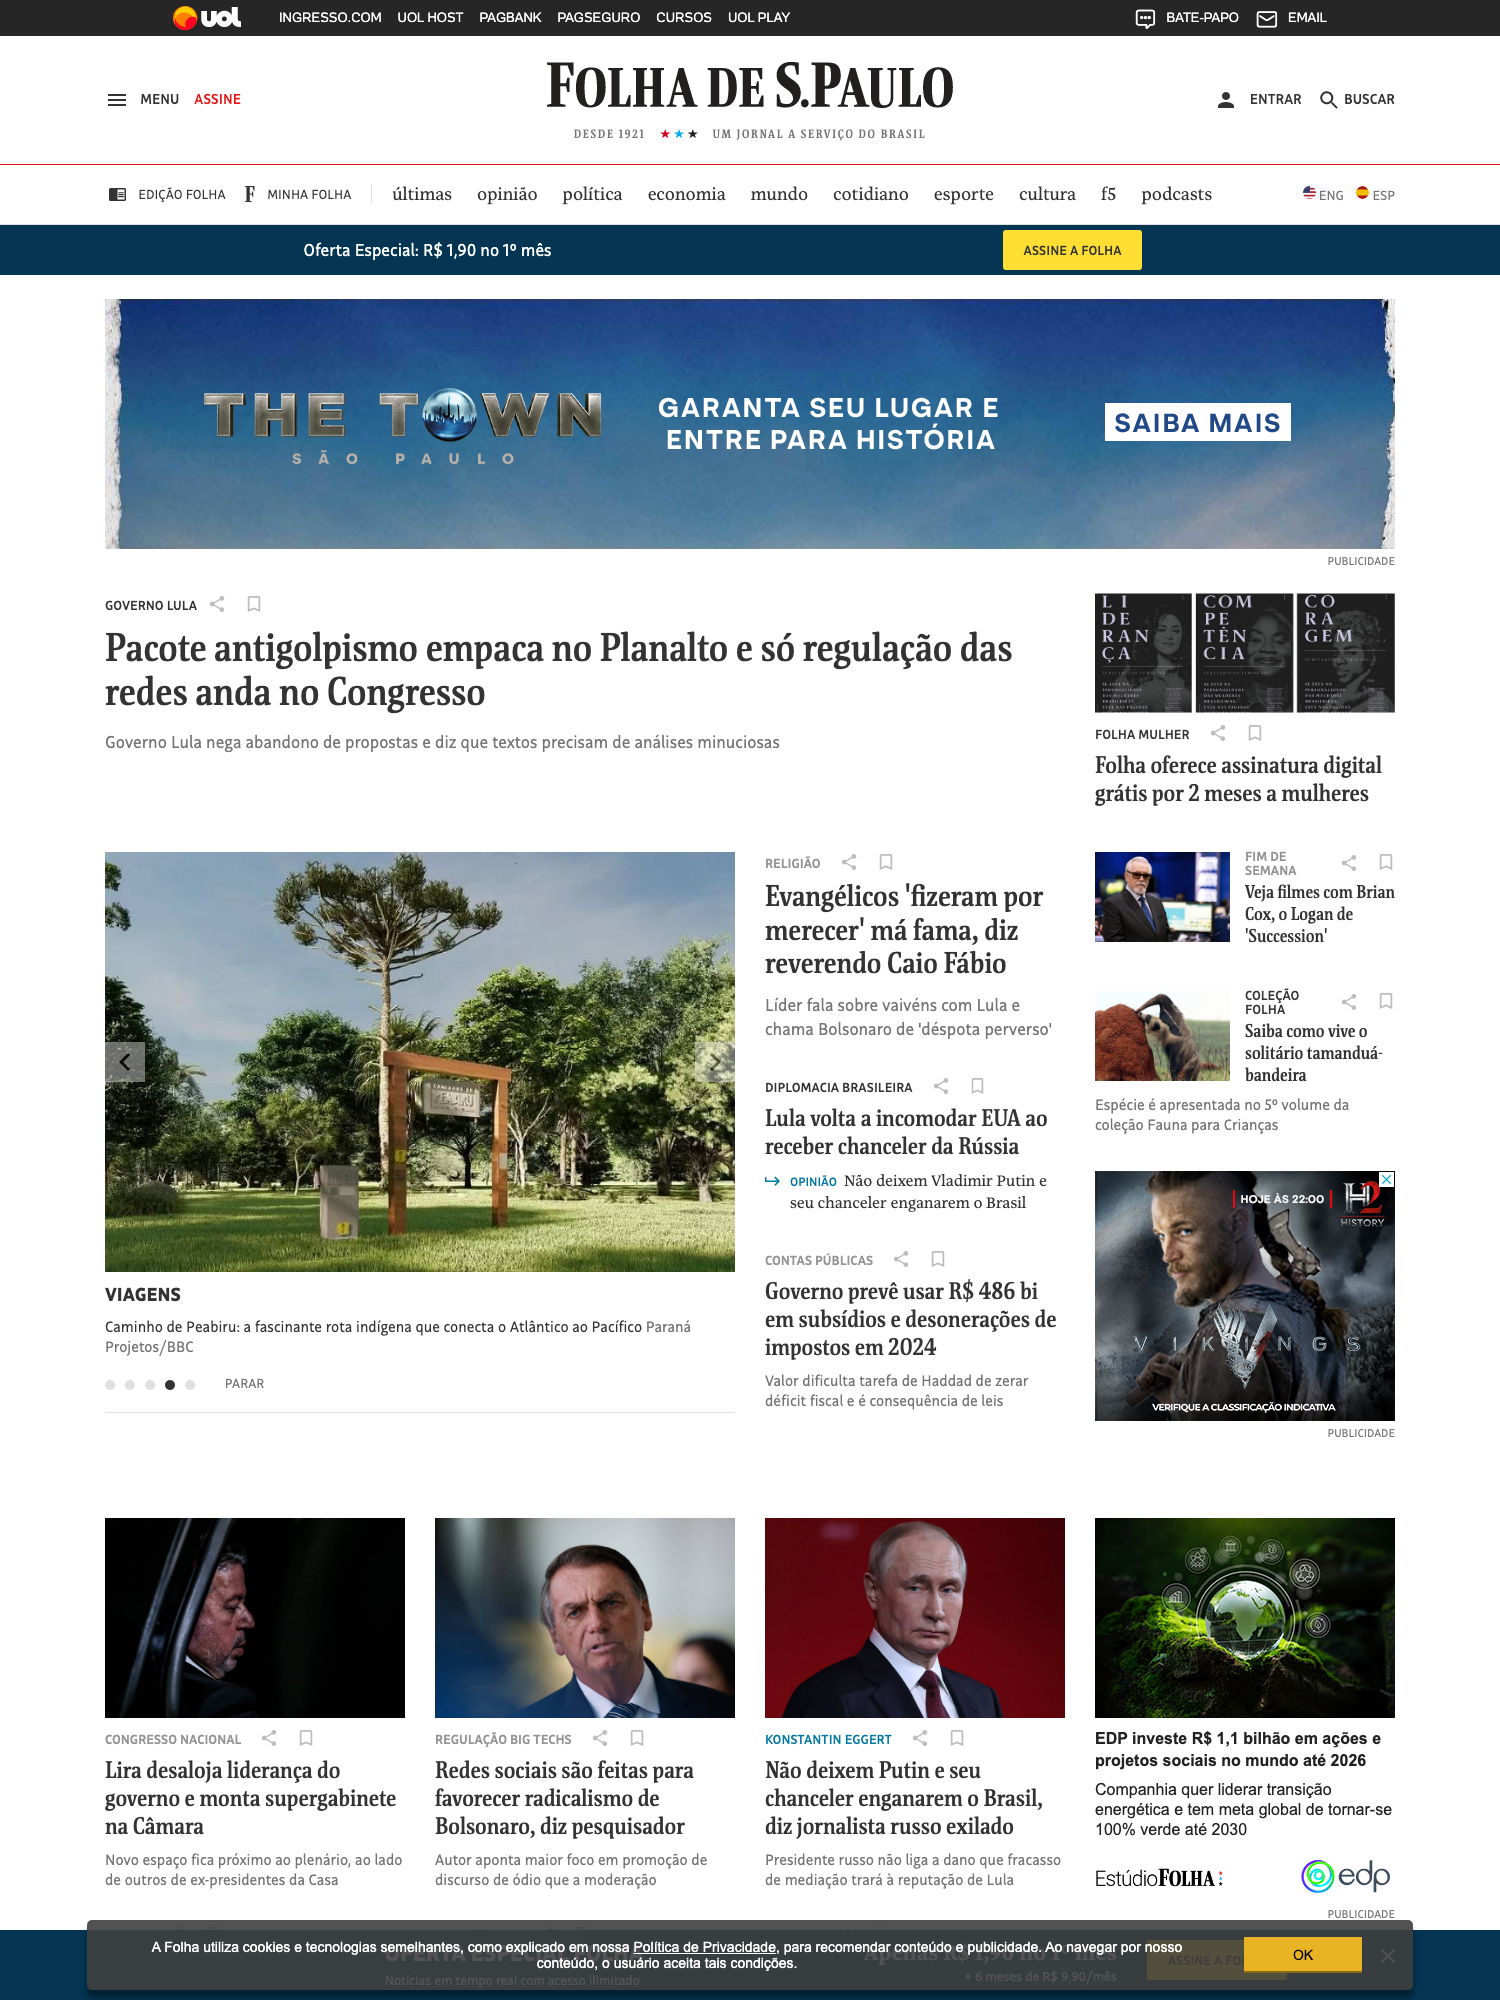 uol INGRESSO.COM UOL HOST PAGBANK PAGSEGURO CURSOS UOL PLAY BATE-PAPO EMAIL
MENU ASSINE
FOLHA DE S.PAULO
DESDE 1921 ★★★ UM JORNAL A SERVIÇO DO BRASIL
ENTRAR BUSCAR
EDIÇÃO FOLHA F MINHA FOLHA últimas opinião política economia mundo cotidiano esporte cultura f5 podcasts ENG ESP
Oferta Especial: R$ 1,90 no 1º mês ASSINE A FOLHA
THE TOWN
SÃO PAULO
GARANTA SEU LUGAR E
ENTRE PARA HISTÓRIA
SAIBA MAIS
PUBLICIDADE
GOVERNO LULA
Pacote antigolpismo empaca no Planalto e só regulação das
redes anda no Congresso
Governo Lula nega abandono de propostas e diz que textos precisam de análises minuciosas
LI
DE
RAN
ÇA
COM
PE
TÊN
CIA
CO
RA
GEM
FOLHA MULHER
Folha oferece assinatura digital
grátis por 2 meses a mulheres
VIAGENS
Caminho de Peabiru: a fascinante rota indígena que conecta o Atlântico ao Pacífico Paraná
Projetos/BBC
PARAR
RELIGIÃO
Evangélicos 'fizeram por
merecer' má fama, diz
reverendo Caio Fábio
Líder fala sobre vaivéns com Lula e
chama Bolsonaro de 'déspota perverso'
DIPLOMACIA BRASILEIRA
Lula volta a incomodar EUA ao
receber chanceler da Rússia
OPINIÃO Não deixem Vladimir Putin e
seu chanceler enganarem o Brasil
CONTAS PÚBLICAS
Governo prevê usar R$ 486 bi
em subsídios e desonerações de
impostos em 2024
Valor dificulta tarefa de Haddad de zerar
déficit fiscal e é consequência de leis
FIM DE
SEMANA
Veja filmes com Brian
Cox, o Logan de
'Succession'
COLEÇÃO
FOLHA
Saiba como vive o
solitário tamanduá-
bandeira
Espécie é apresentada no 5º volume da
coleção Fauna para Crianças
HOJE ÀS 22:00 H2
HISTORY
VIKINGS
VERIFIQUE A CLASSIFICAÇÃO INDICATIVA
PUBLICIDADE
CONGRESSO NACIONAL
Lira desaloja liderança do
governo e monta supergabinete
na Câmara
Novo espaço fica próximo ao plenário, ao lado
de outros de ex-presidentes da Casa
REGULAÇÃO BIG TECHS
Redes sociais são feitas para
favorecer radicalismo de
Bolsonaro, diz pesquisador
Autor aponta maior foco em promoção de
discurso de ódio que a moderação
KONSTANTIN EGGERT
Não deixem Putin e seu
chanceler enganarem o Brasil,
diz jornalista russo exilado
Presidente russo não liga a dano que fracasso
de mediação trará à reputação de Lula
EDP investe R$ 1,1 bilhão em ações e
projetos sociais no mundo até 2026
Companhia quer liderar transição
energética e tem meta global de tornar-se
100% verde até 2030
EstúdioFOLHA edp
PUBLICIDADE
A Folha utiliza cookies e tecnologias semelhantes, como explicado em nossa Política de Privacidade, para recomendar conteúdo e publicidade. Ao navegar por nosso
conteúdo, o usuário aceita tais condições.
OK
Notícias em tempo real com acesso ilimitado
Apenas R$ 1,90 no 1º mês
+ 6 meses de R$ 9,90/mês
ASSINE A FO